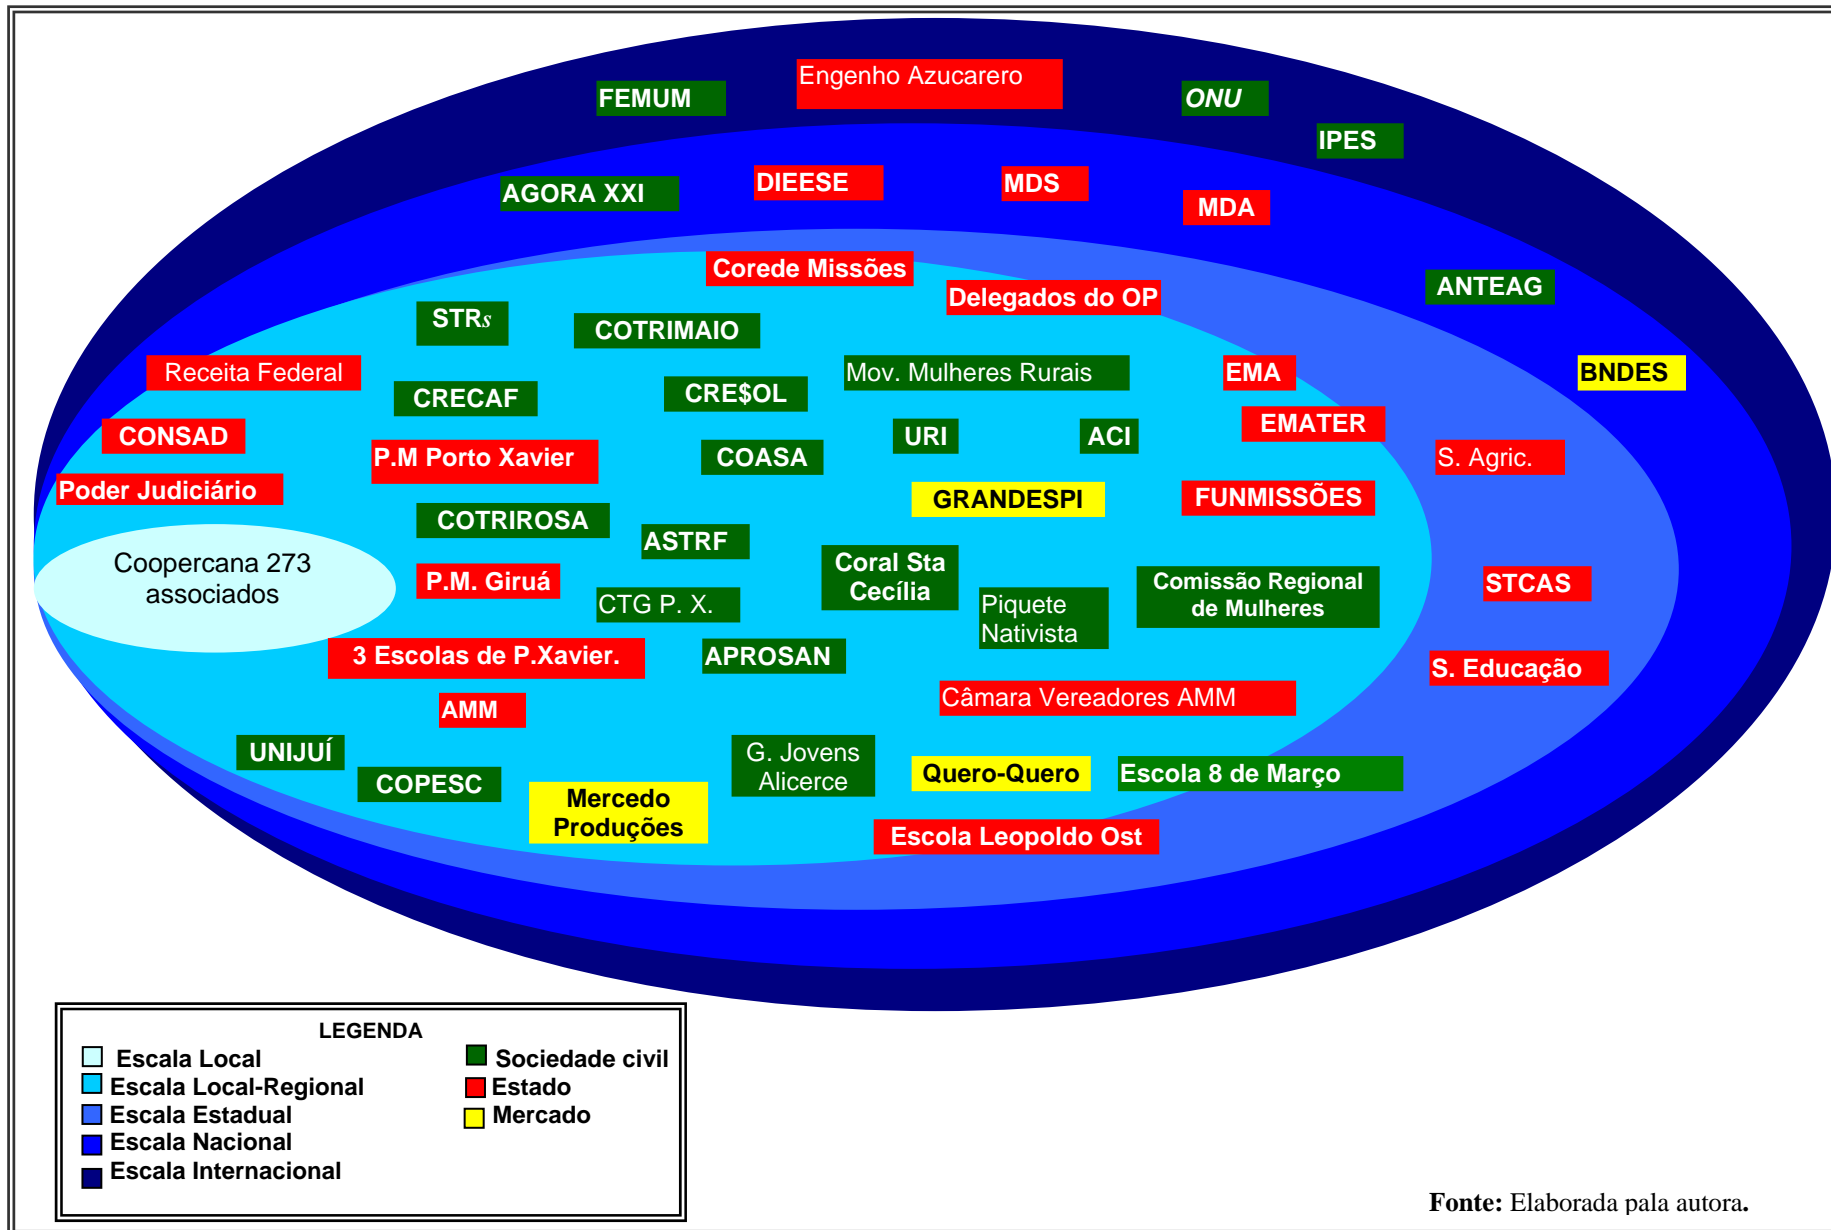 Engenho Azucarero
FEMUM
ONU
IPES
DIEESE
MDS
AGORA XXI
MDA
Corede Missões
ANTEAG
Delegados do OP
STRs
COTRIMAIO
Receita Federal
Mov. Mulheres Rurais
EMA
BNDES
CRECAF
CRE$OL
EMATER
CONSAD
URI
ACI
P.M Porto Xavier
COASA
S. Agric.
Poder Judiciário
GRANDESPI
FUNMISSÕES
COTRIROSA
ASTRF
Coopercana 273
associados
Coral Sta
Cecília
P.M. Giruá
Comissão Regional
de Mulheres
STCAS
CTG P. X.
Piquete
Nativista
3 Escolas de P.Xavier.
APROSAN
S. Educação
AMM
Câmara Vereadores AMM
UNIJUÍ
G. Jovens
Alicerce
COPESC
Quero-Quero
Escola 8 de Março
Mercedo
Produções
Escola Leopoldo Ost
LEGENDA
Escala Local
Escala Local-Regional
Escala Estadual
Escala Nacional
Escala Internacional
Sociedade civil
Estado
Mercado
Fonte: Elaborada pala autora.